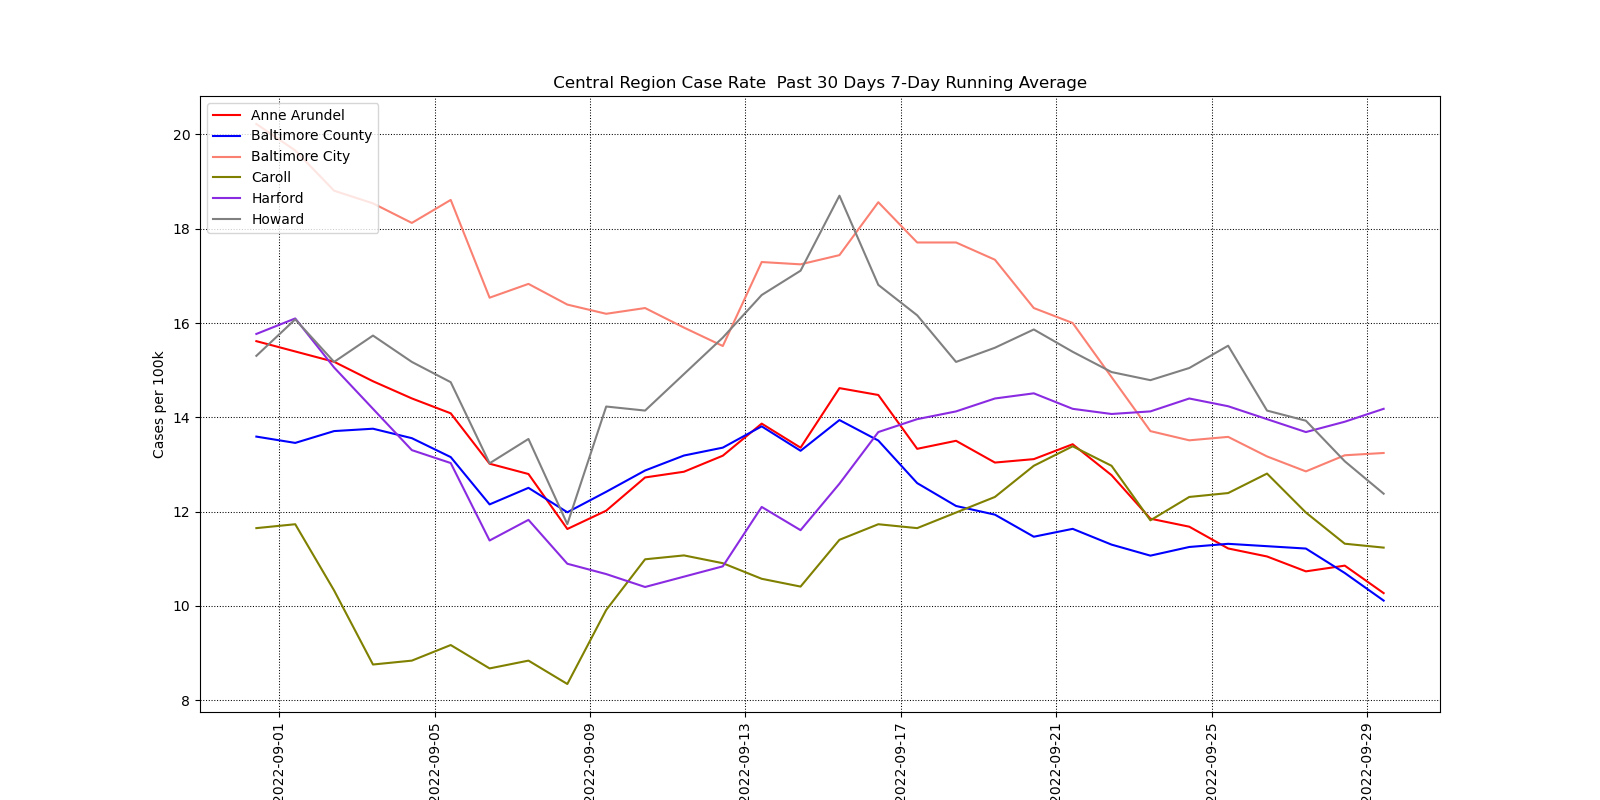 Central Region Case Rate  Past 30 Days 7-Day Running Average
Anne Arundel
Baltimore County
Baltimore City
Caroll
Harford
Howard
Cases per 100k
20
18
16
14
12
10
8
2022-09-01
2022-09-05
2022-09-09
2022-09-13
2022-09-17
2022-09-21
2022-09-25
2022-09-29